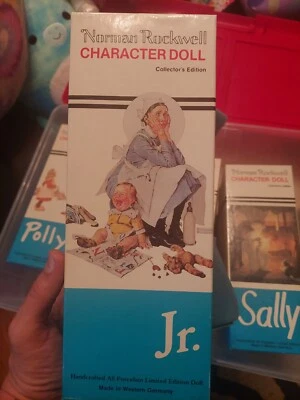 Norman Rockwell
CHARACTER DOLL
Collector's Edition
Jr.
Handcrafted All Porcelain Limited Edition Doll
Made in Western Germany
Polly
Norman Rockwell
CHARACTER DOLL
Sally